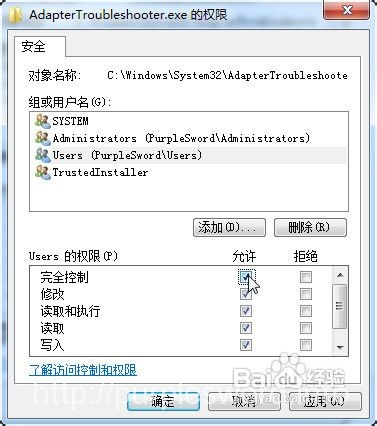 AdapterTroubleshooter.exe 的权限
安全
对象名称: C:\Windows\System32\AdapterTroubleshoote
组或用户名(G):
SYSTEM
Administrators (PurpleSword\Administrators)
Users (PurpleSword\Users)
TrustedInstaller
添加(D)... 删除(R)
Users 的权限(P) 允许 拒绝
完全控制
修改
读取和执行
读取
写入
了解访问控制和权限
Baidu 经验
确定 取消 应用(A)